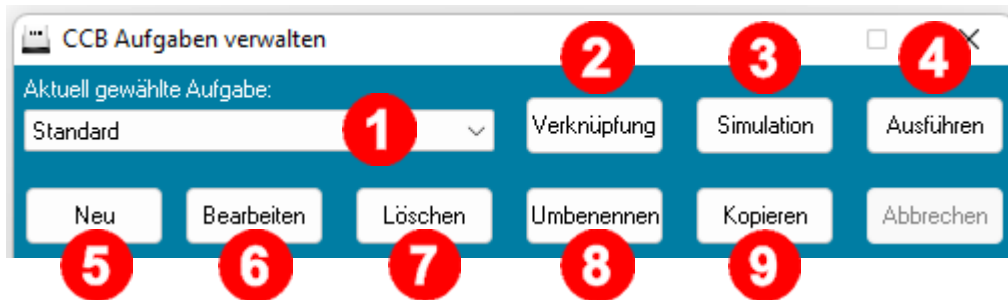 CCB Aufgaben verwalten
2 3 4
Aktuell gewählte Aufgabe:
Standard 1 Verknüpfung Simulation Ausführen
Neu Bearbeiten Löschen Umbenennen Kopieren Abbrechen
5 6 7 8 9